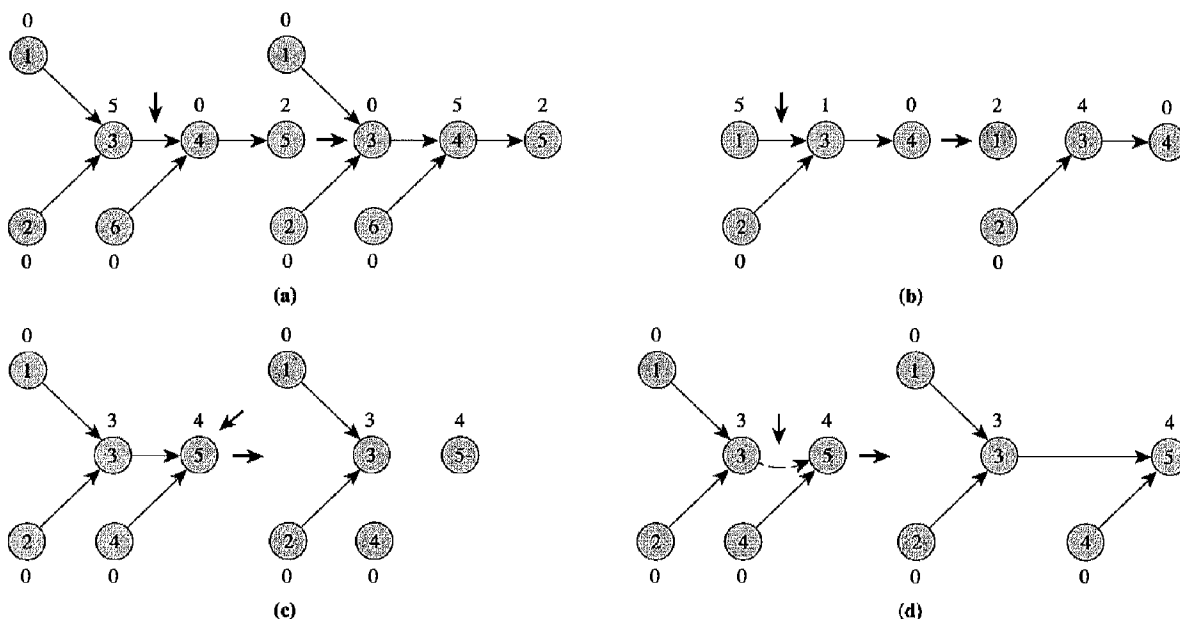 0 0
1 1
5 0 2 0 5 2
3 4 5 3 4 5
2 6 2 6
0 0 0 0
(a)
5 1 0 2 4 0
1 3 4 1 3 4
2 2
0 0
(b)
0 0
1 1
3 4 3 4
3 5 3 5
2 4 2 4
0 0 0 0
(c)
0 0
1 1
3 4 3 4
3 5 3 5
2 4 2 4
0 0 0 0
(d)